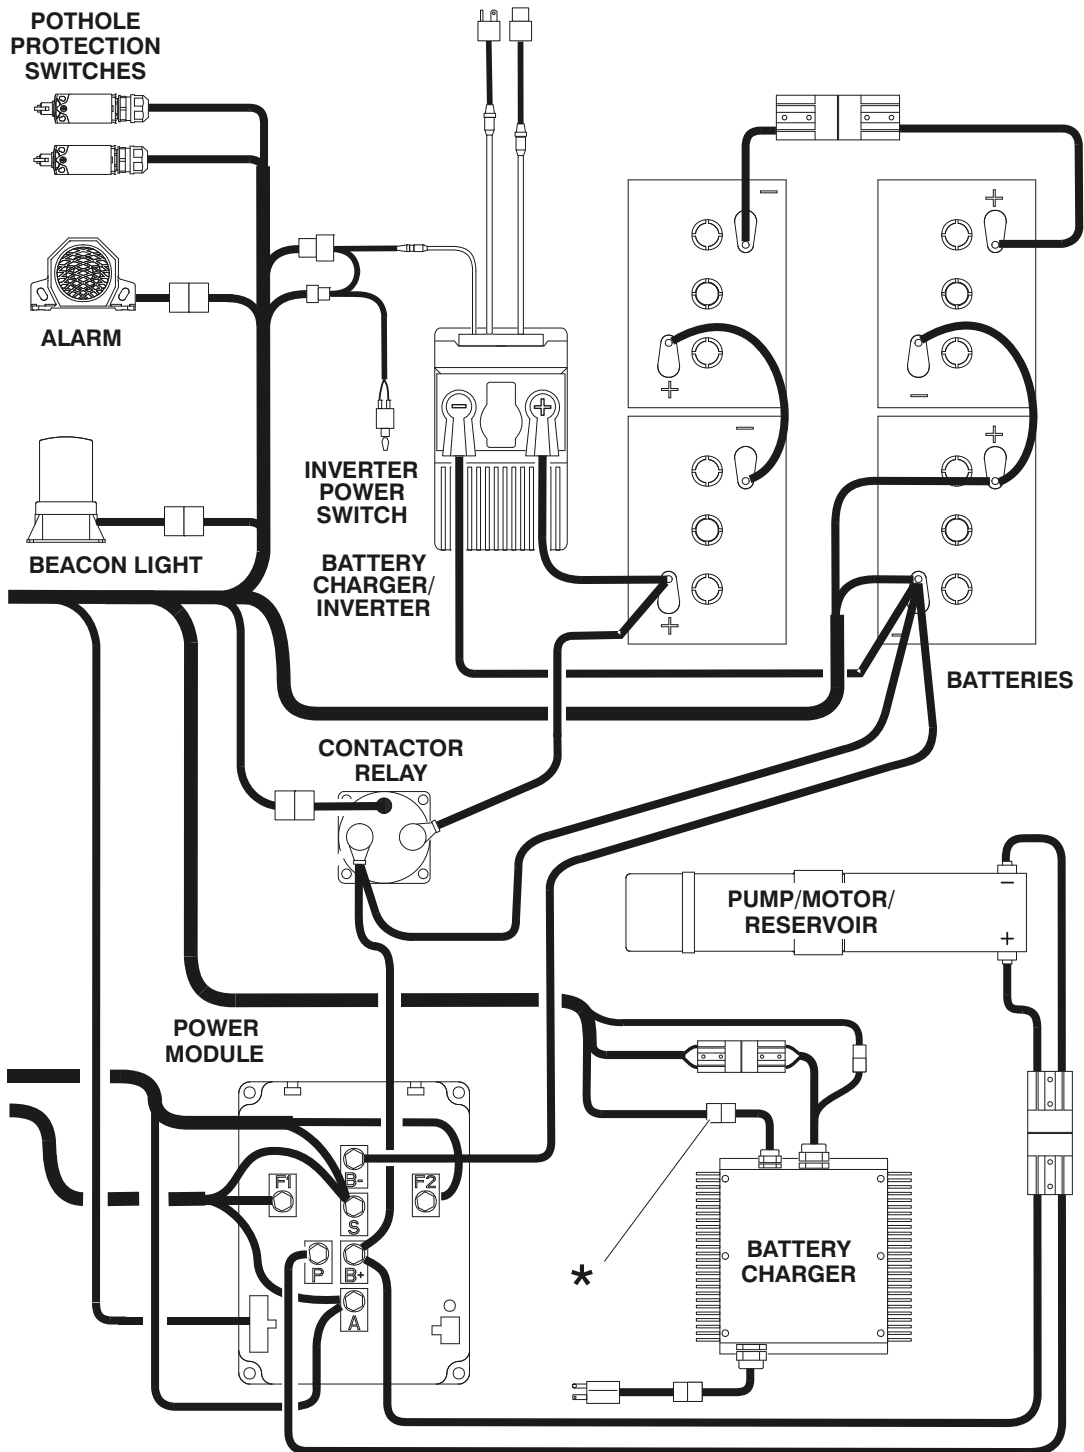 POTHOLE
PROTECTION
SWITCHES
ALARM
BEACON LIGHT
INVERTER
POWER
SWITCH
BATTERY
CHARGER/
INVERTER
−
+
−
+
+
−
−
+
+
−
BATTERIES
CONTACTOR
RELAY
PUMP/MOTOR/
RESERVOIR
−
+
POWER
MODULE
B-
F1
F2
S
P
B+
A
*
BATTERY
CHARGER